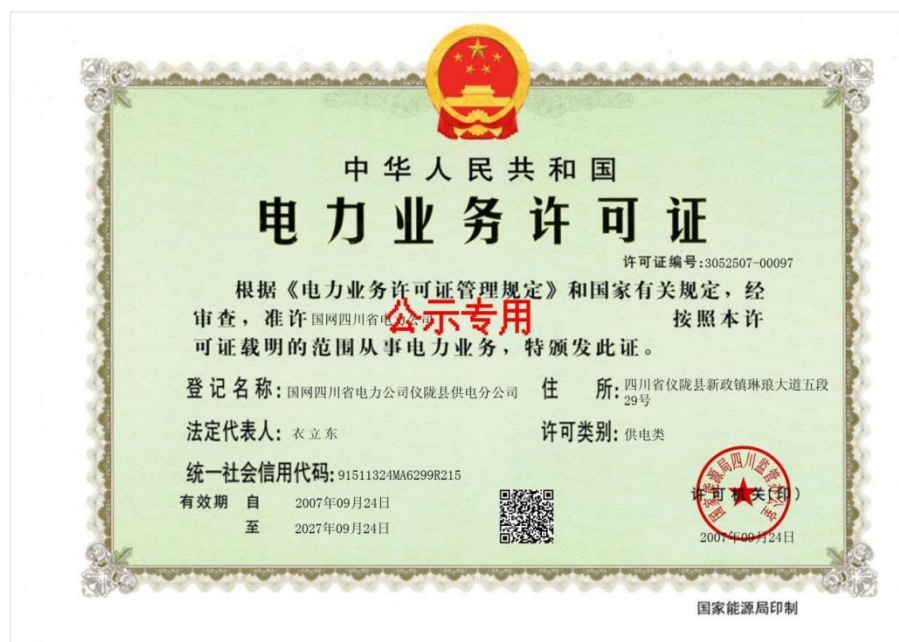 中华人民共和国
电力业务许可证
许可证编号:3052507-00097
根据《电力业务许可证管理规定》和国家有关规定,经
审查,准许国网四川省电力公司 按照本许
公示专用
可证载明的范围从事电力业务,特颁发此证。
登记名称:国网四川省电力公司仪陇县供电分公司 住 所:四川省仪陇县新政镇琳琅大道五段
29号
法定代表人:衣立东 许可类别:供电类
统一社会信用代码:91511324MA6299R215
有效期 自 2007年09月24日
至 2027年09月24日
国家能源局四川监管办公室
许可机关(印)
2007年09月24日
国家能源局印制